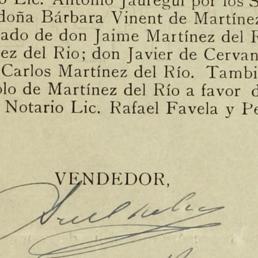 Lic. Antonio Jáuregui por los S
doña Bárbara Vinent de Martínez
ado de don Jaime Martínez del R
ez del Rio; don Javier de Cervan
Carlos Martínez del Río. Tambi
lo de Martínez del Río a favor d
Notario Lic. Rafael Favela y Pe
VENDEDOR,